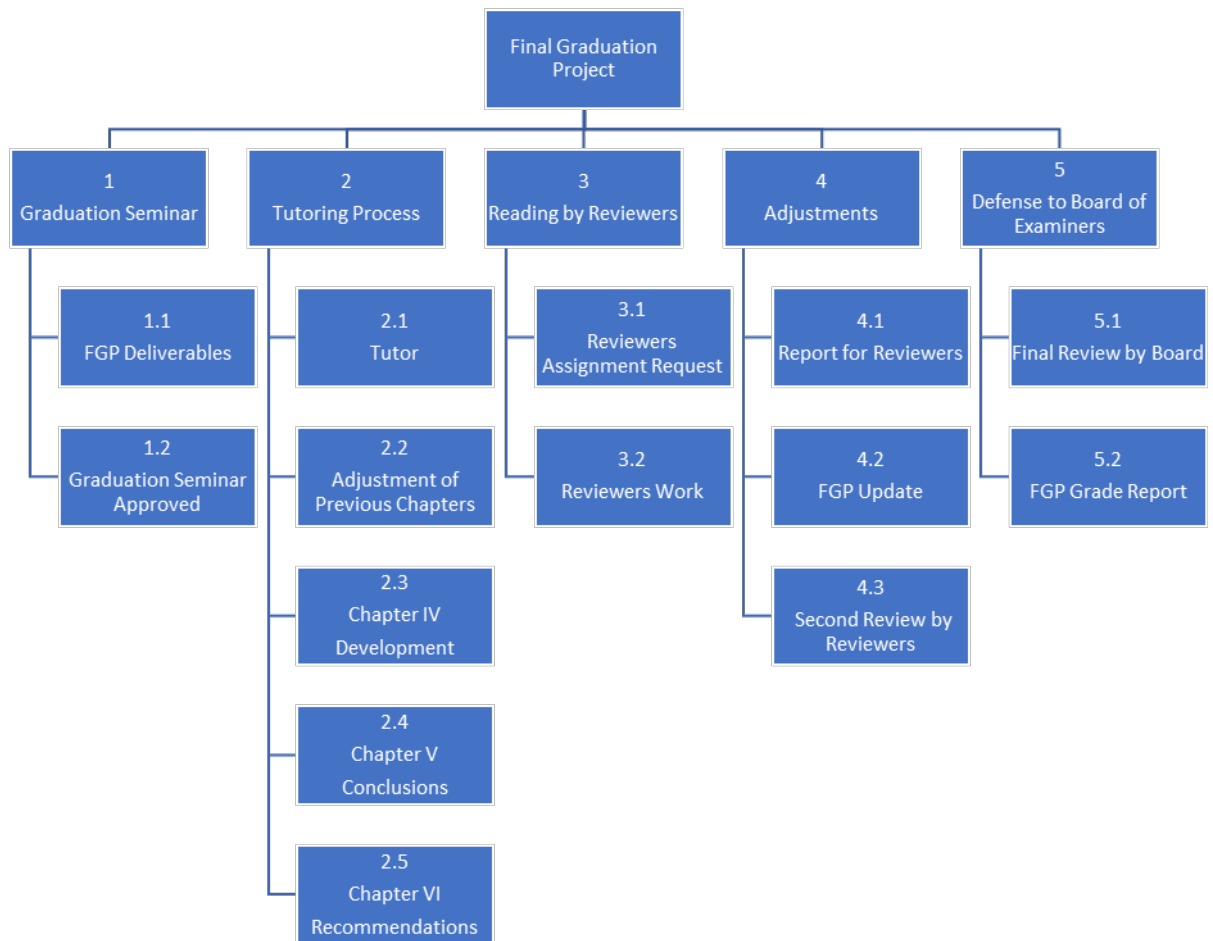 Final Graduation
Project
1
Graduation Seminar
2
Tutoring Process
3
Reading by Reviewers
4
Adjustments
5
Defense to Board of
Examiners
1.1
FGP Deliverables
1.2
Graduation Seminar
Approved
2.1
Tutor
2.2
Adjustment of
Previous Chapters
2.3
Chapter IV
Development
2.4
Chapter V
Conclusions
2.5
Chapter VI
Recommendations
3.1
Reviewers
Assignment Request
3.2
Reviewers Work
4.1
Report for Reviewers
4.2
FGP Update
4.3
Second Review by
Reviewers
5.1
Final Review by Board
5.2
FGP Grade Report